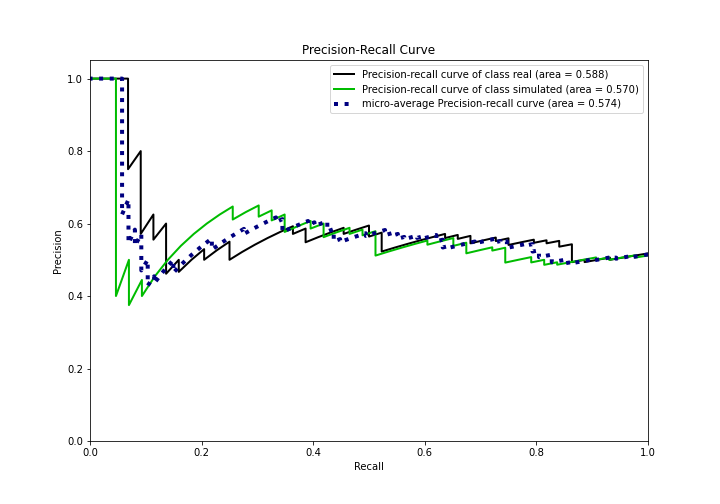 Precision-Recall Curve
Precision-recall curve of class real (area = 0.588)
Precision-recall curve of class simulated (area = 0.570)
micro-average Precision-recall curve (area = 0.574)
Precision
1.0
0.8
0.6
0.4
0.2
0.0
0.0 0.2 0.4 0.6 0.8 1.0
Recall